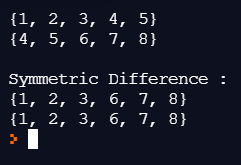 {1, 2, 3, 4, 5}
{4, 5, 6, 7, 8}
Symmetric Difference :
{1, 2, 3, 6, 7, 8}
{1, 2, 3, 6, 7, 8}
>